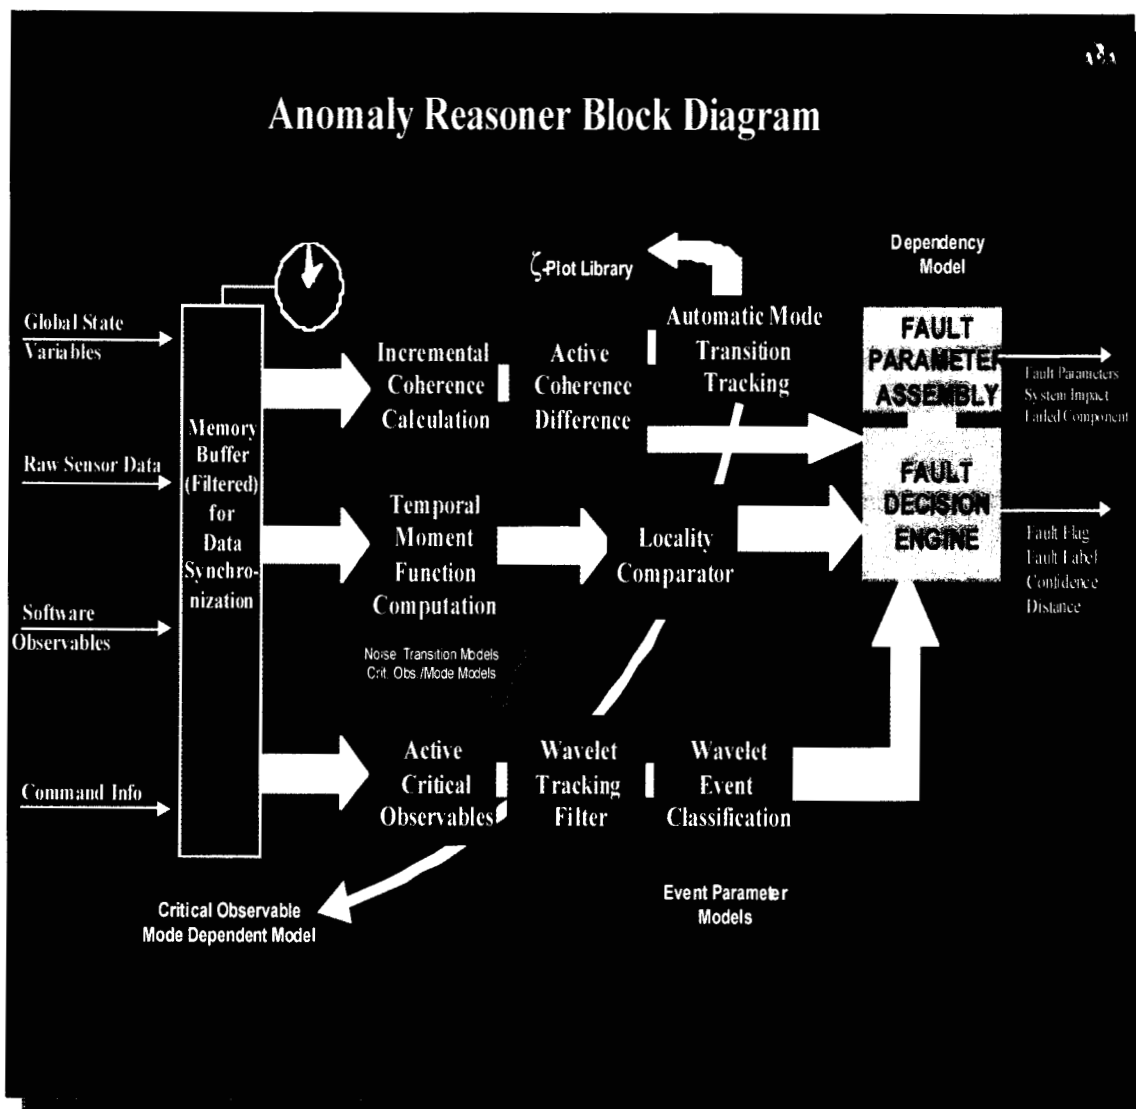 Anomaly Reasoner Block Diagram
Global State
Variables
Raw Sensor Data
Software
Observables
Command Info
Memory
Buffer
(Filtered)
for
Data
Synchro-
nization
ζ-Plot Library
Incremental
Coherence
Calculation
Active
Coherence
Difference
Automatic Mode
Transition
Tracking
Temporal
Moment
Function
Computation
Locality
Comparator
Noise Transition Models
Crit. Obs./Mode Models
Active
Critical
Observables
Wavelet
Tracking
Filter
Wavelet
Event
Classification
Critical Observable
Mode Dependent Model
Event Parameter
Models
Dependency
Model
FAULT
PARAMETER
ASSEMBLY
FAULT
DECISION
ENGINE
Fault Parameters
System Impact
Failed Component
Fault Flag
Fault Label
Confidence
Distance